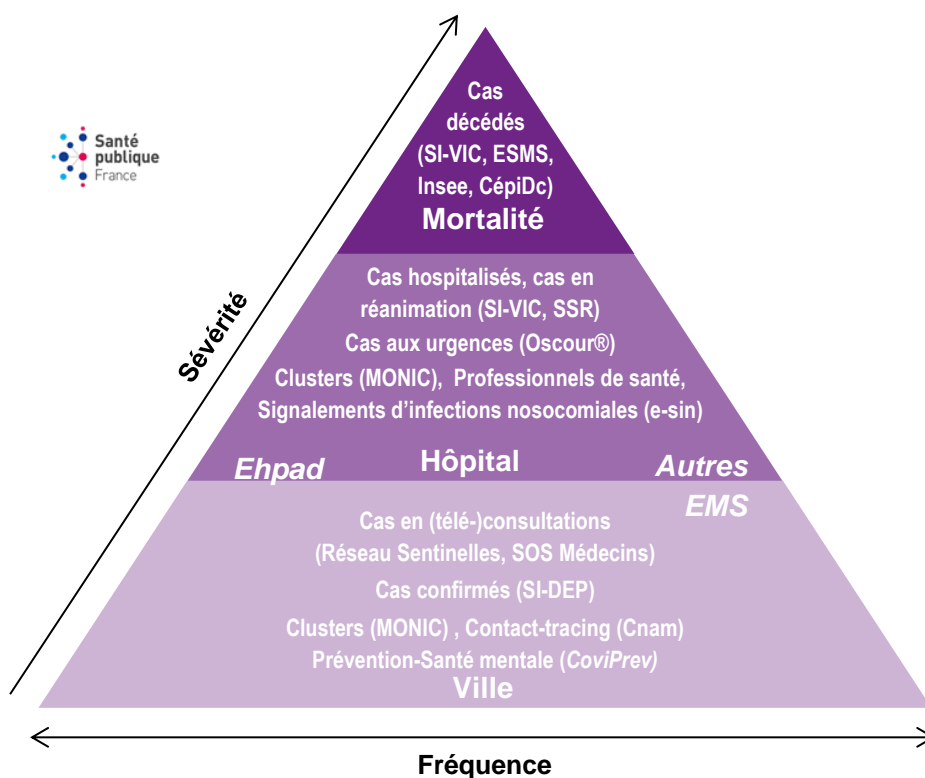 Santé
publique
France
Cas
décédés
(SI-VIC, ESMS,
Insee, CépiDc)
Mortalité
Sévérité
Cas hospitalisés, cas en
réanimation (SI-VIC, SSR)
Cas aux urgences (Oscour®)
Clusters (MONIC), Professionnels de santé,
Signalements d'infections nosocomiales (e-sin)
Ehpad Hôpital Autres
EMS
Cas en (télé-)consultations
(Réseau Sentinelles, SOS Médecins)
Cas confirmés (SI-DEP)
Clusters (MONIC) , Contact-tracing (Cnam)
Prévention-Santé mentale (CoviPrev)
Ville
Fréquence